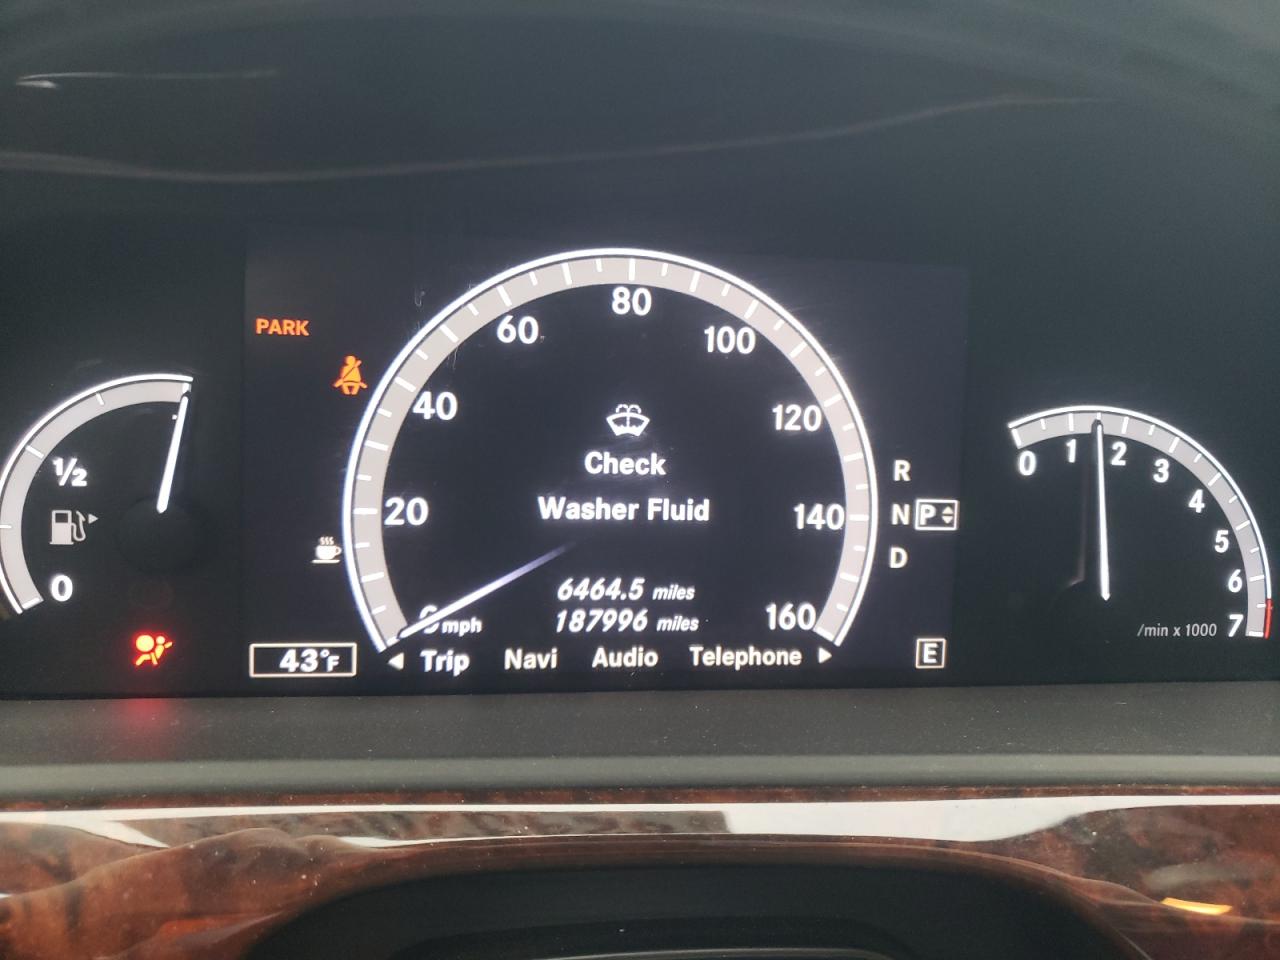 80
60
100
PARK
40
120
1/2
Check
0 1 2 3
4
5
6
7
R
20
Washer Fluid
140
N P
D
0
6464.5 miles
187996 miles
160
mph
/min x 1000
43°F
Trip Navi Audio Telephone
E